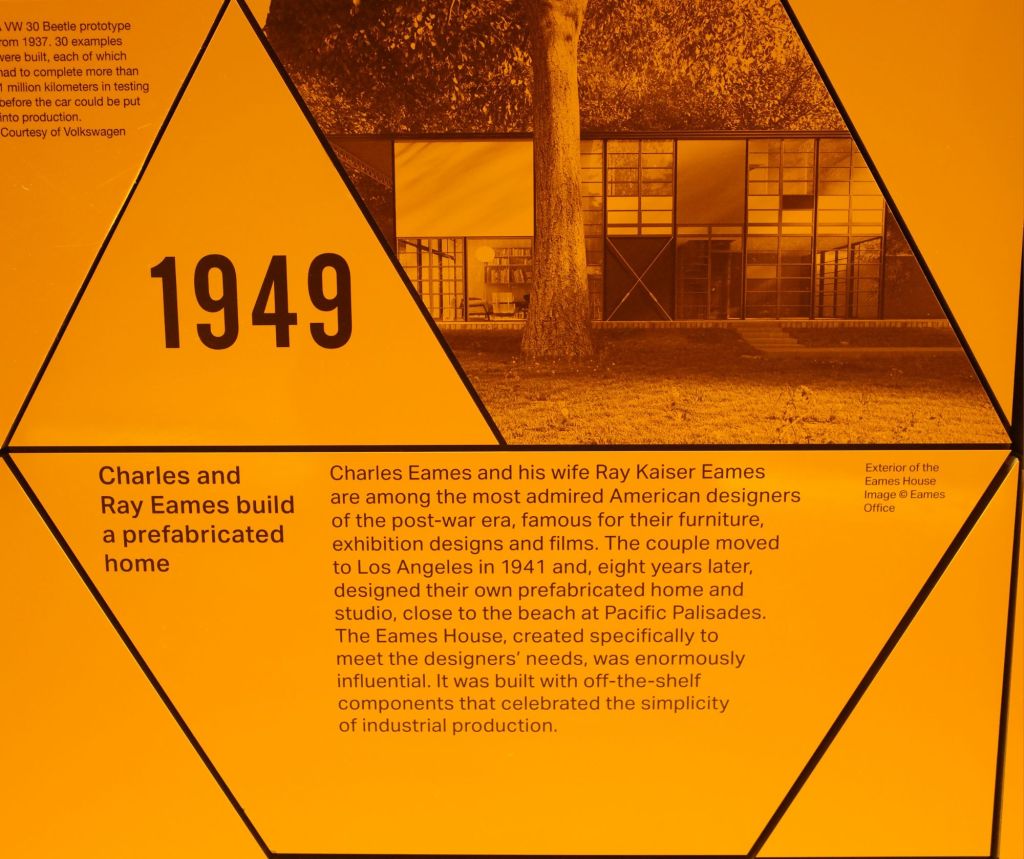 VW 30 Beetle prototype
from 1937. 30 examples
were built, each of which
had to complete more than
1 million kilometers in testing
before the car could be put
into production.
Courtesy of Volkswagen
1949
Charles and
Ray Eames build
a prefabricated
home
Charles Eames and his wife Ray Kaiser Eames
are among the most admired American designers
of the post-war era, famous for their furniture,
exhibition designs and films. The couple moved
to Los Angeles in 1941 and, eight years later,
designed their own prefabricated home and
studio, close to the beach at Pacific Palisades.
The Eames House, created specifically to
meet the designers’ needs, was enormously
influential. It was built with off-the-shelf
components that celebrated the simplicity
of industrial production.
Exterior of the
Eames House
Image © Eames
Office